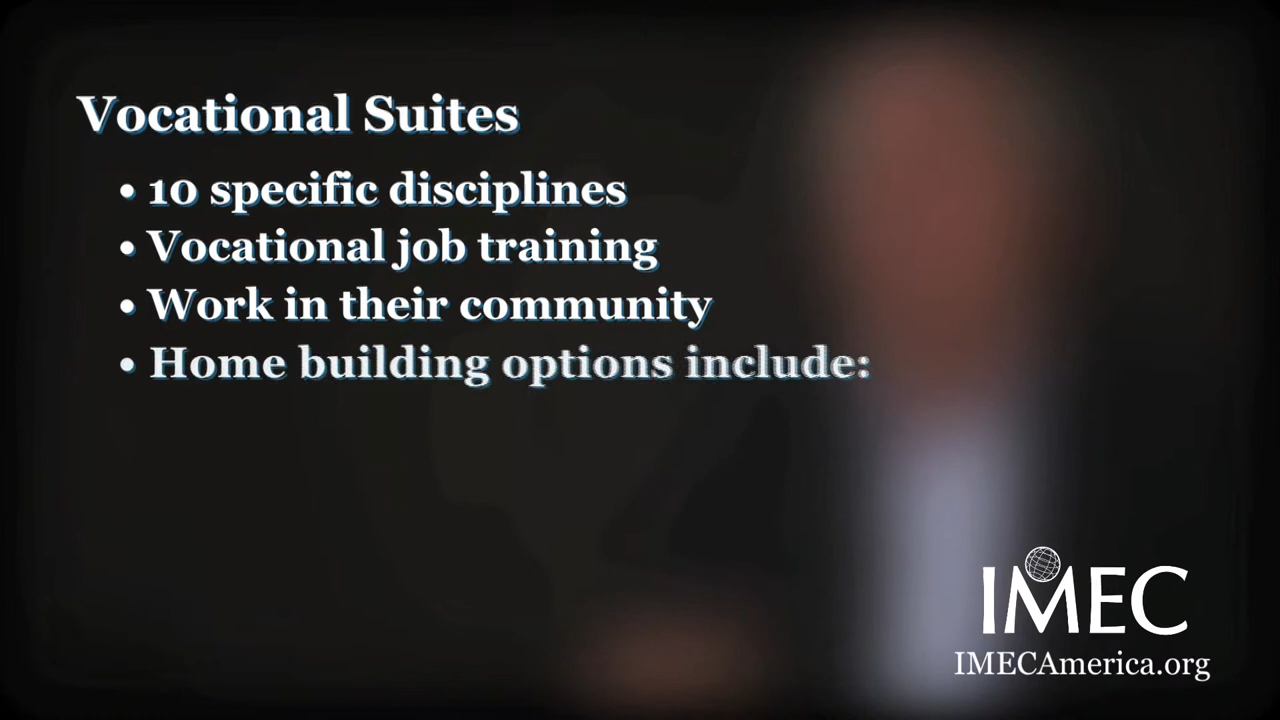 Vocational Suites
• 10 specific disciplines
• Vocational job training
• Work in their community
• Home building options include:
IMEC
IMECAmerica.org